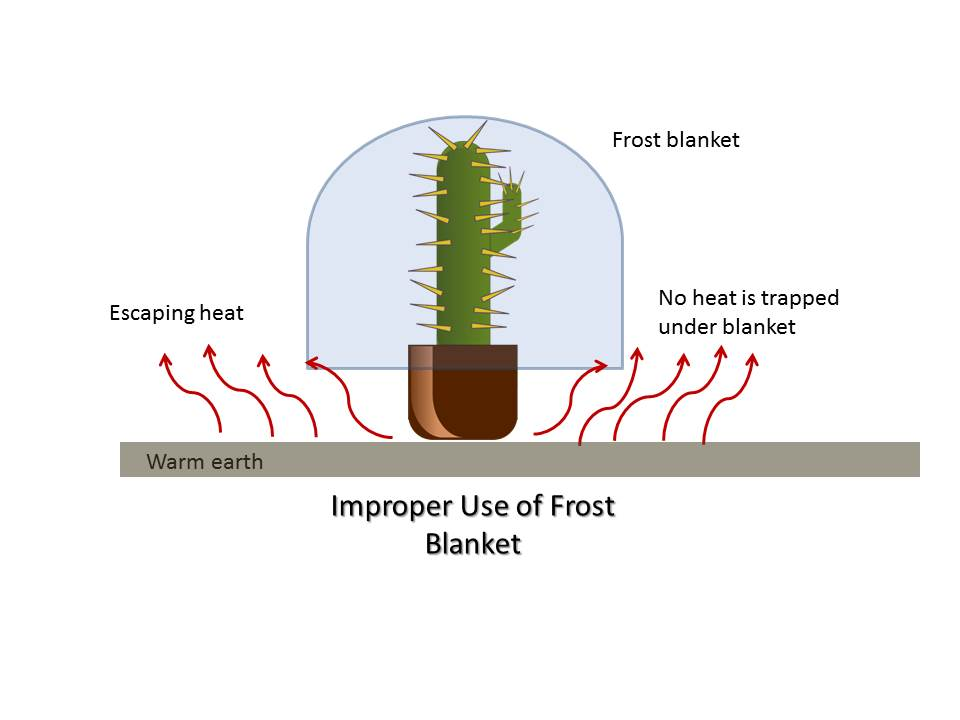 Frost blanket
Escaping heat
No heat is trapped
under blanket
Warm earth
Improper Use of Frost
Blanket